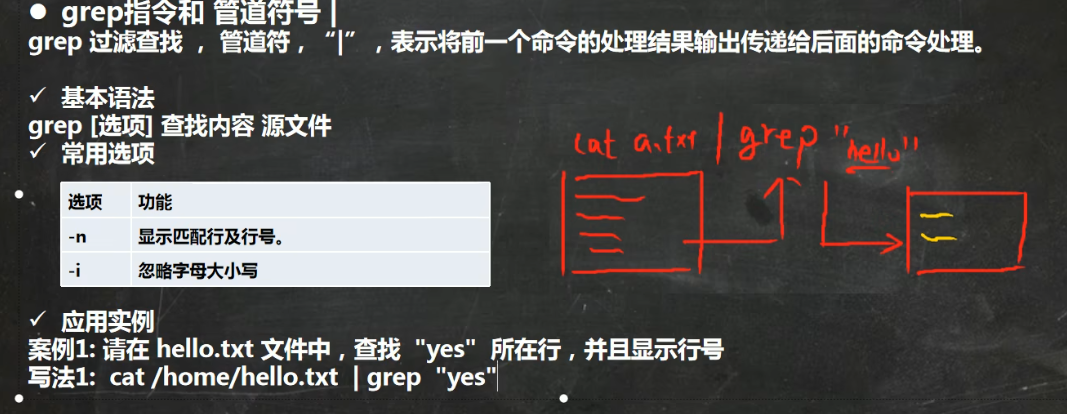 ● grep指令和 管道符号 |
grep 过滤查找 ， 管道符，“|”，表示将前一个命令的处理结果输出传递给后面的命令处理。
✓ 基本语法
grep [选项] 查找内容 源文件
✓ 常用选项
选项 功能
-n 显示匹配行及行号。
-i 忽略字母大小写
cat a.txt | grep "hello"
✓ 应用实例
案例1: 请在 hello.txt 文件中，查找 "yes" 所在行，并且显示行号
写法1: cat /home/hello.txt | grep "yes"